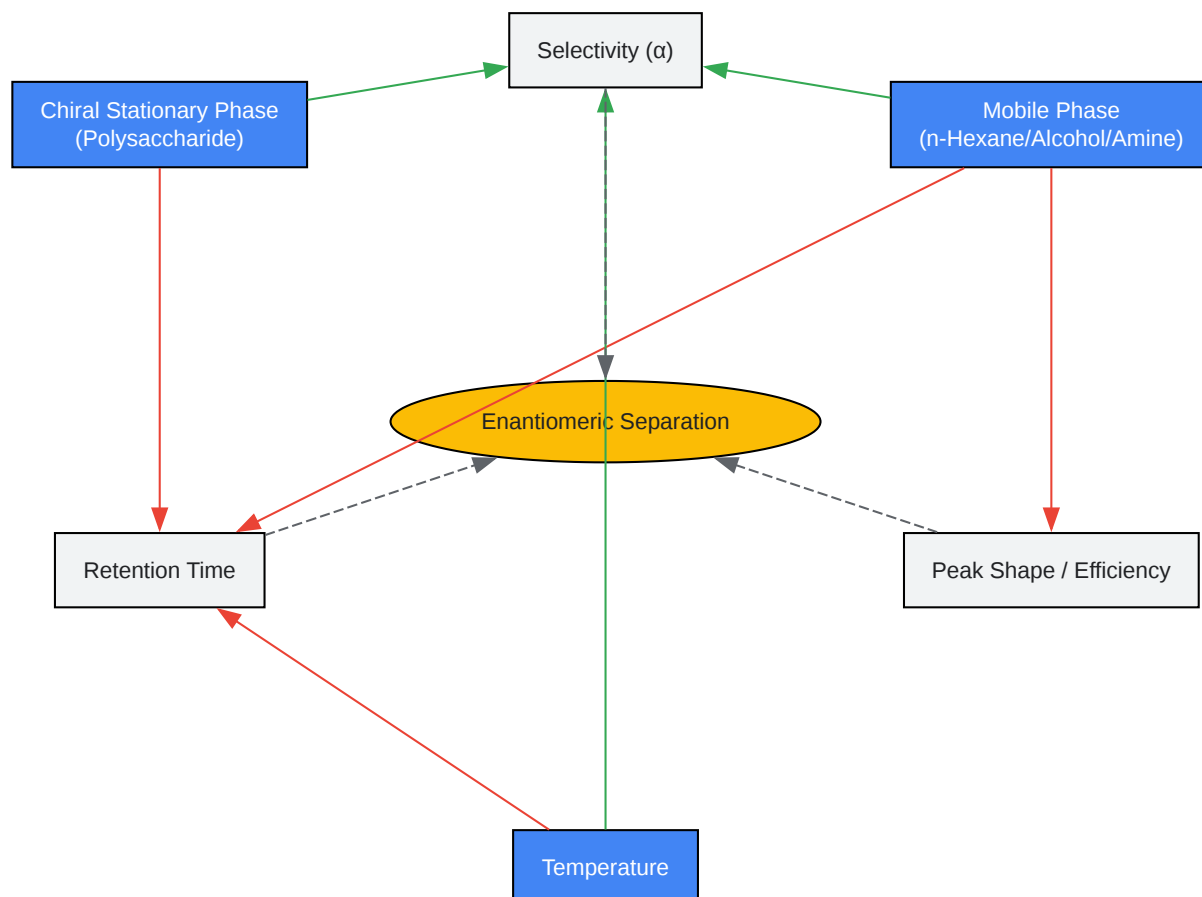 Selectivity (α)
Chiral Stationary Phase
(Polysaccharide)
Mobile Phase
(n-Hexane/Alcohol/Amine)
Enantiomeric Separation
Retention Time
Peak Shape / Efficiency
Temperature